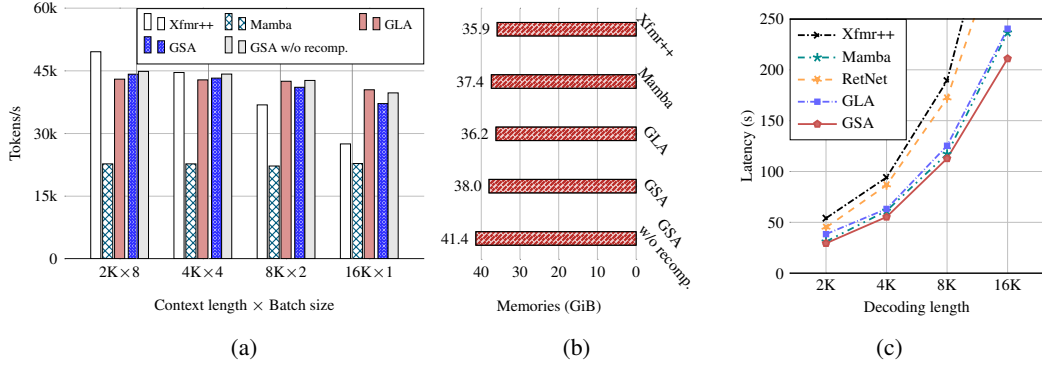 60k
45k
30k
15k
0
Tokens/s
Xfmr++ Mamba GLA
GSA GSA w/o recomp.
2K × 8 4K × 4 8K × 2 16K × 1
Context length × Batch size
(a)
35.9 Xfmr++
37.4 Mamba
36.2 GLA
38.0 GSA
41.4 GSA
w/o recomp.
40 30 20 10 0
Memories (GiB)
(b)
250
200
150
100
50
0
Latency (s)
Xfmr++
Mamba
RetNet
GLA
GSA
2K 4K 8K 16K
Decoding length
(c)